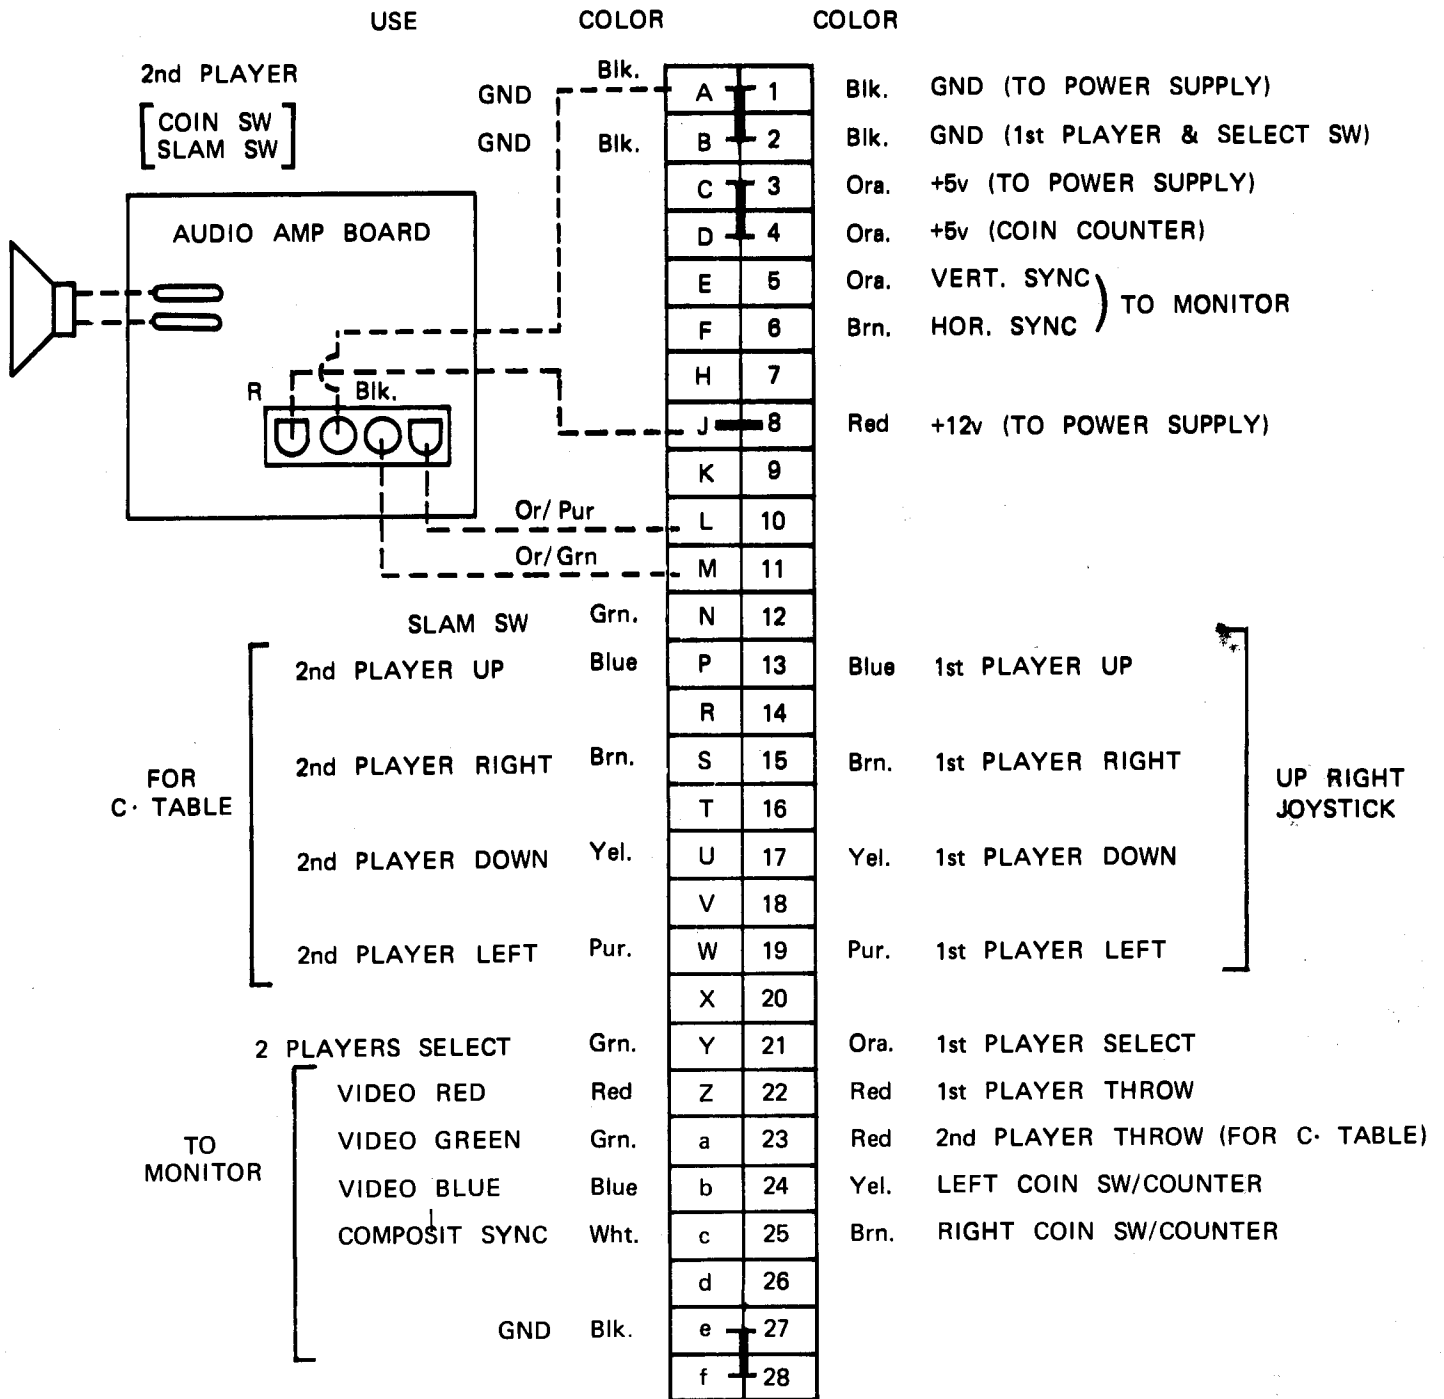 USE COLOR COLOR
2nd PLAYER
COIN SW
SLAM SW
GND Blk. A 1 Blk. GND (TO POWER SUPPLY)
GND Blk. B 2 Blk. GND (1st PLAYER & SELECT SW)
C 3 Ora. +5v (TO POWER SUPPLY)
AUDIO AMP BOARD
D 4 Ora. +5v (COIN COUNTER)
E 5 Ora. VERT. SYNC
TO MONITOR
F 6 Brn. HOR. SYNC
H 7
R Blk.
J 8 Red +12v (TO POWER SUPPLY)
K 9
Or/ Pur L 10
Or/ Grn M 11
SLAM SW Grn. N 12
2nd PLAYER UP Blue P 13 Blue 1st PLAYER UP
R 14
2nd PLAYER RIGHT Brn. S 15 Brn. 1st PLAYER RIGHT
FOR
C· TABLE
UP RIGHT
JOYSTICK
T 16
2nd PLAYER DOWN Yel. U 17 Yel. 1st PLAYER DOWN
V 18
2nd PLAYER LEFT Pur. W 19 Pur. 1st PLAYER LEFT
X 20
2 PLAYERS SELECT Grn. Y 21 Ora. 1st PLAYER SELECT
VIDEO RED Red Z 22 Red 1st PLAYER THROW
TO
MONITOR
VIDEO GREEN Grn. a 23 Red 2nd PLAYER THROW (FOR C· TABLE)
VIDEO BLUE Blue b 24 Yel. LEFT COIN SW/COUNTER
COMPOSIT SYNC Wht. c 25 Brn. RIGHT COIN SW/COUNTER
d 26
GND Blk. e 27
f 28